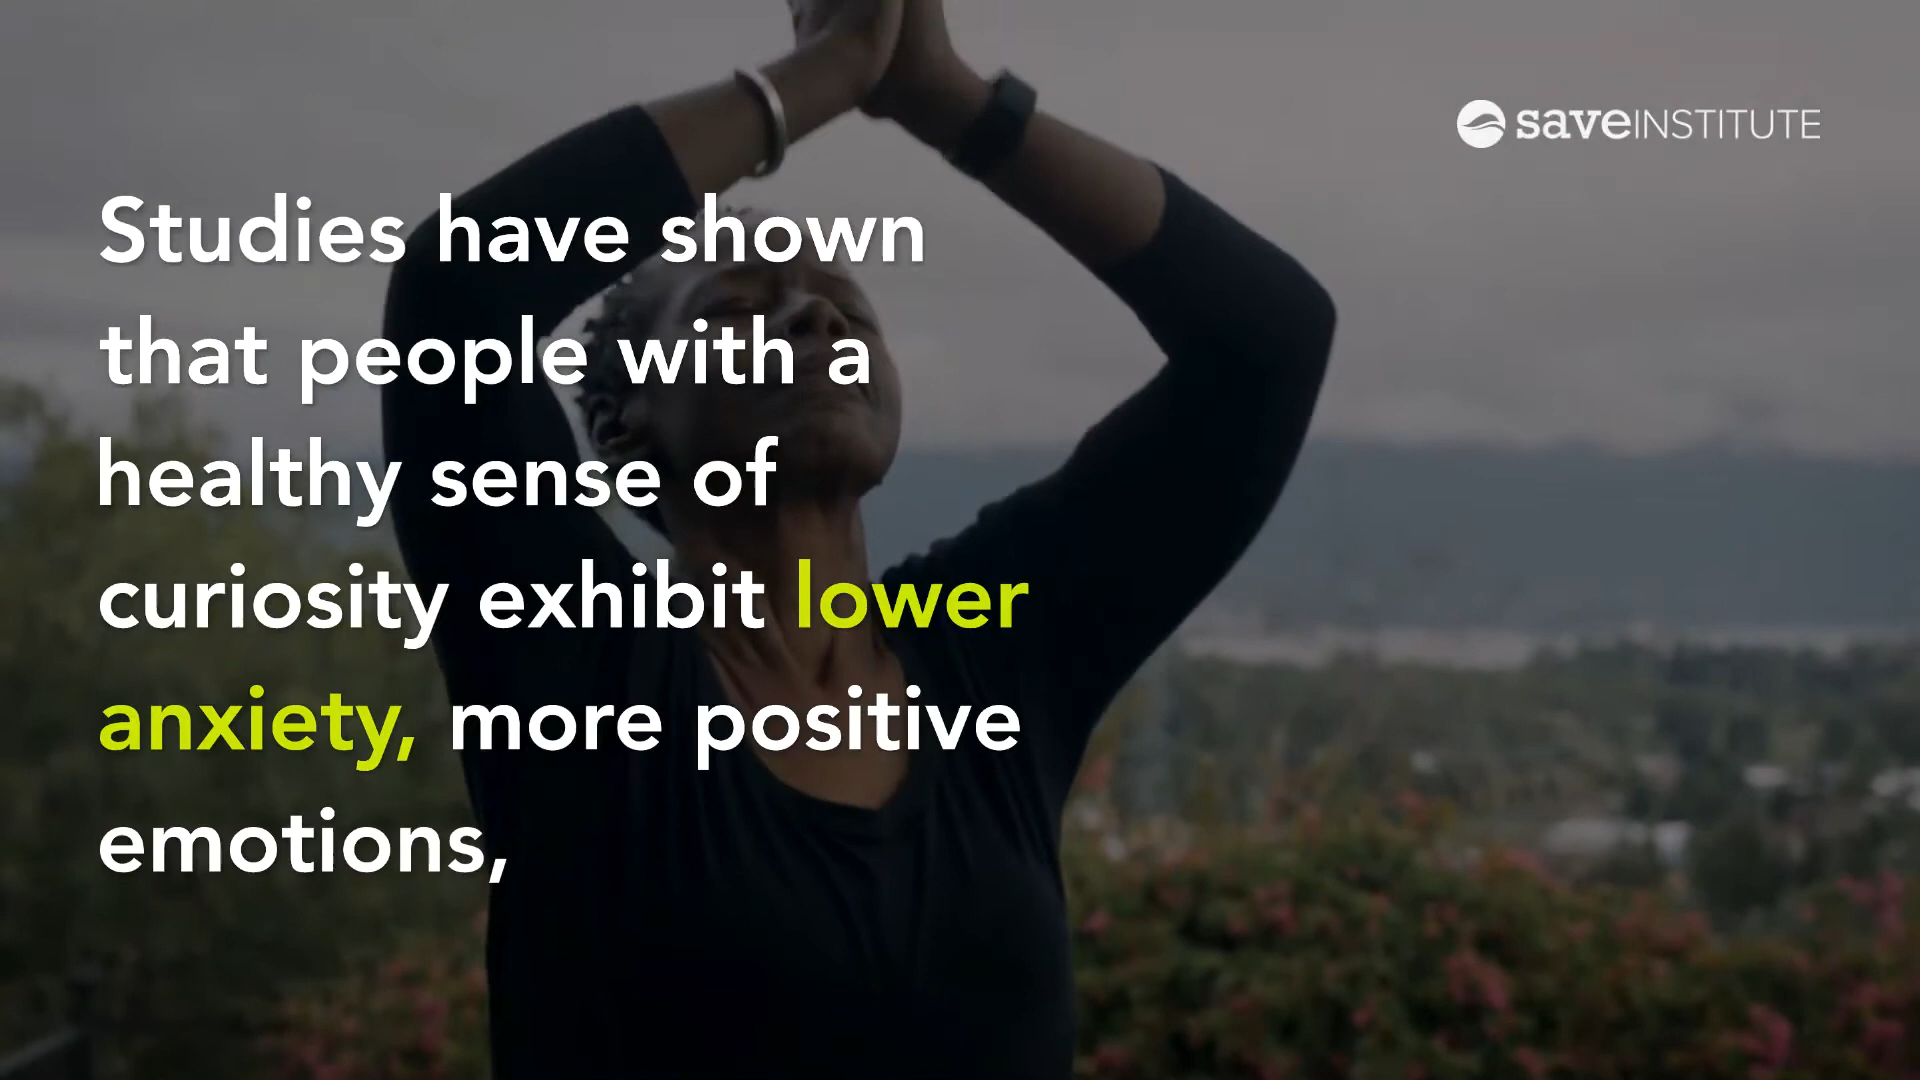 saveINSTITUTE
Studies have shown
that people with a
healthy sense of
curiosity exhibit lower
anxiety, more positive
emotions,